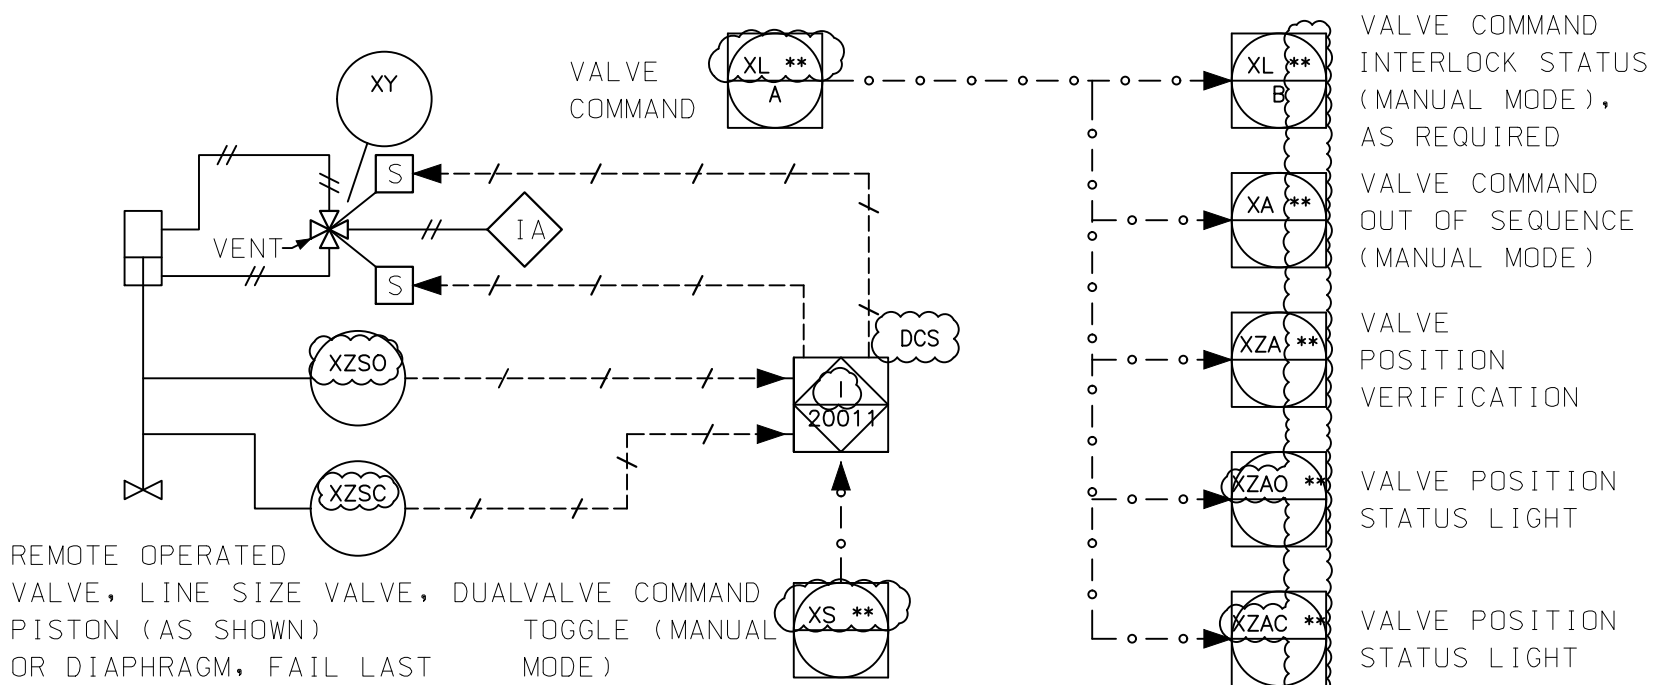 XY
S
IA
VENT
S
XZSO
XZSC
REMOTE OPERATED
VALVE, LINE SIZE VALVE, DUAL
PISTON (AS SHOWN)
OR DIAPHRAGM, FAIL LAST
VALVE
COMMAND
XL **
A
DCS
I
20011
VALVE COMMAND
TOGGLE (MANUAL
MODE)
XS **
XL **
B
VALVE COMMAND
INTERLOCK STATUS
(MANUAL MODE),
AS REQUIRED
XA **
VALVE COMMAND
OUT OF SEQUENCE
(MANUAL MODE)
XZA **
VALVE
POSITION
VERIFICATION
XZAO **
VALVE POSITION
STATUS LIGHT
XZAC **
VALVE POSITION
STATUS LIGHT